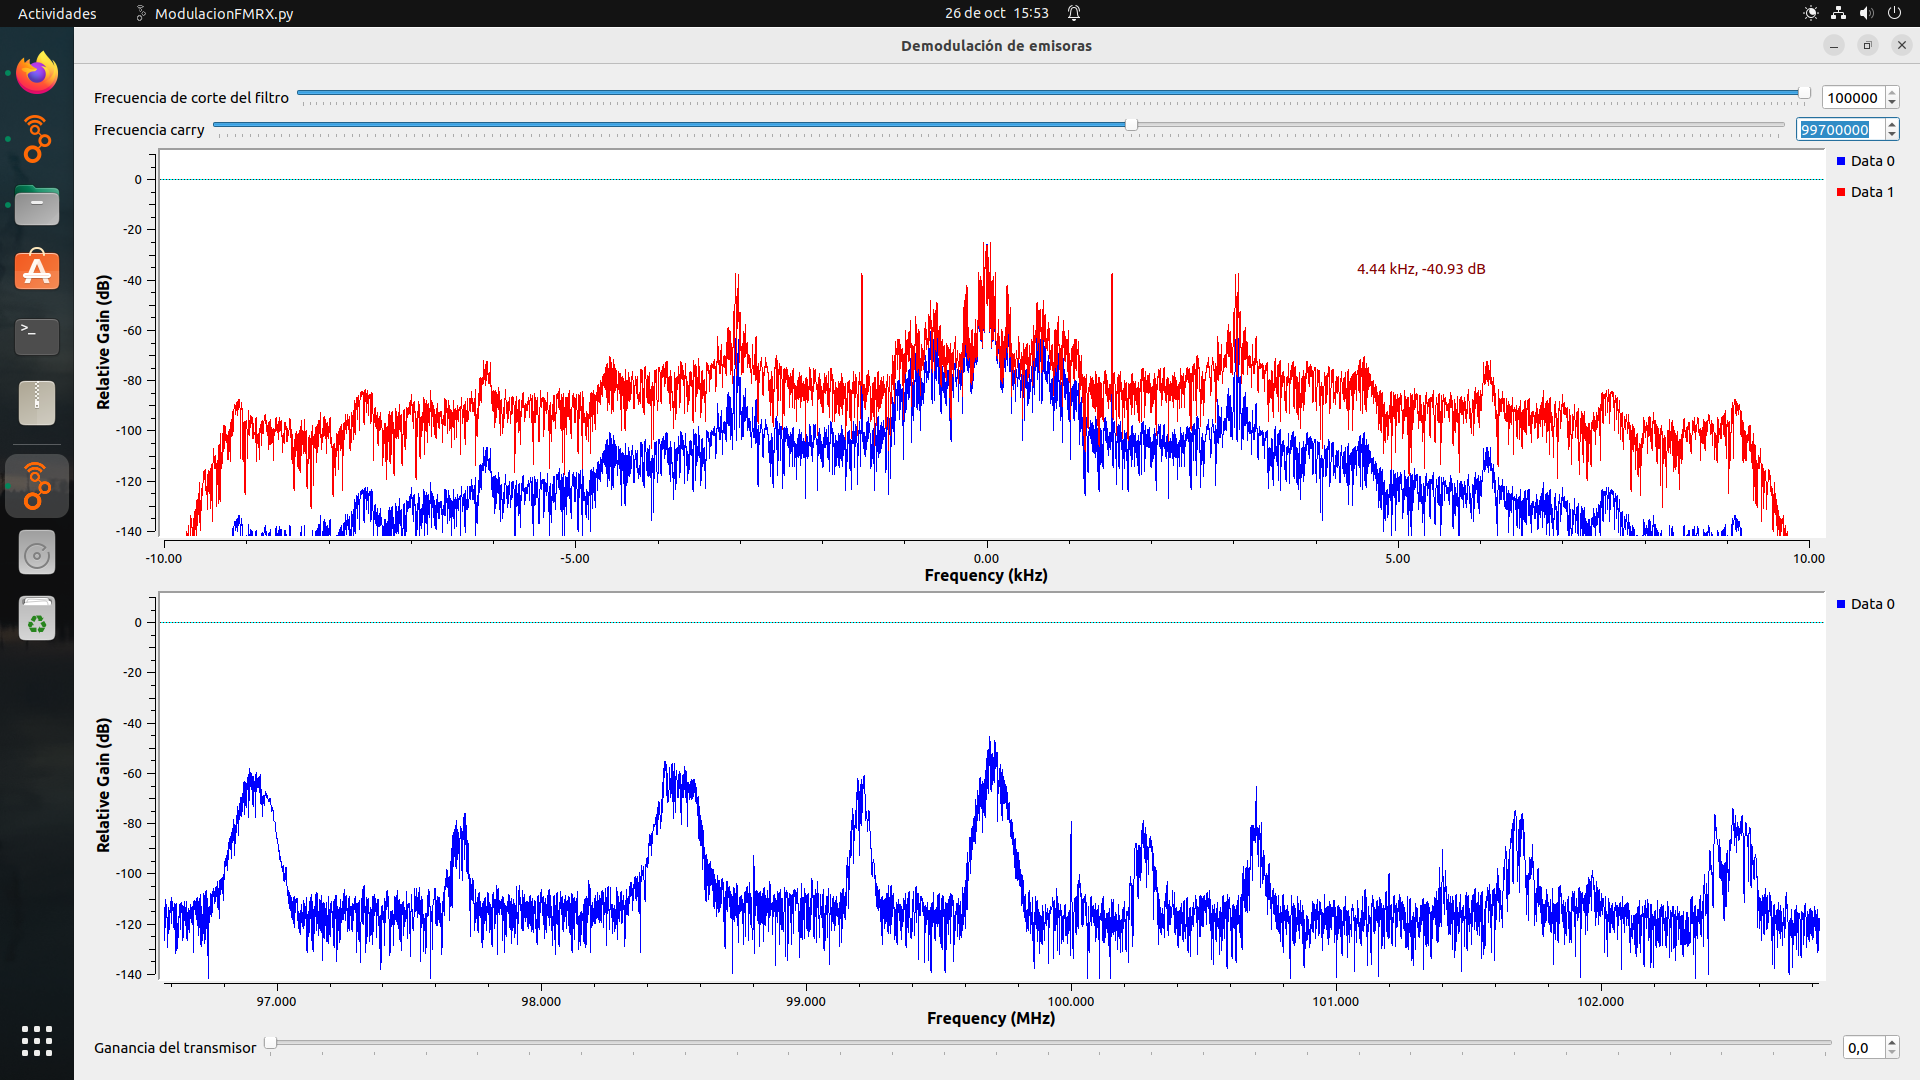 Actividades
ModulacionFMRX.py
26 de oct 15:53
Demodulación de emisoras
Frecuencia de corte del filtro
100000
Frecuencia carry
99700000
Data 0
Data 1
0
-20
-40
-60
-80
-100
-120
-140
Relative Gain (dB)
4.44 kHz, -40.93 dB
-10.00
-5.00
0.00
5.00
10.00
Frequency (kHz)
Data 0
0
-20
-40
-60
-80
-100
-120
-140
Relative Gain (dB)
97.000
98.000
99.000
100.000
101.000
102.000
Frequency (MHz)
Ganancia del transmisor
0,0